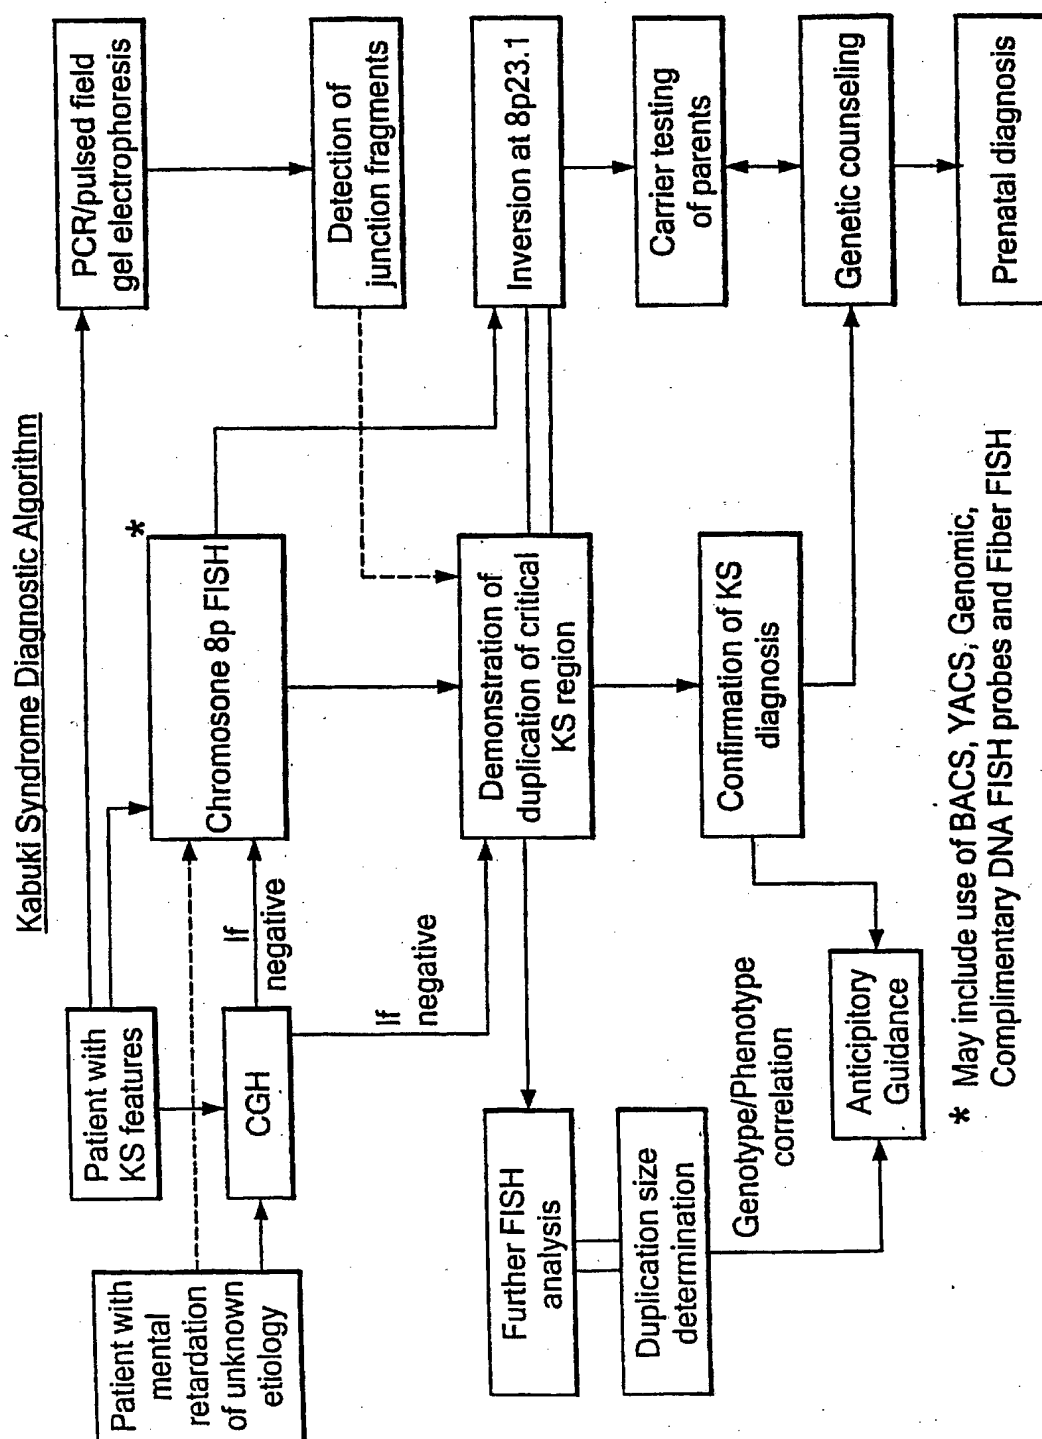 Kabuki Syndrome Diagnostic Algorithm
Patient with
mental
retardation
of unknown
etiology
Patient with
KS features
CGH
If
negative
If
negative
*
Chromosone 8p FISH
PCR/pulsed field
gel electrophoresis
Detection of
junction fragments
Demonstration of
duplication of critical
KS region
Inversion at 8p23.1
Further FISH
analysis
Duplication size
determination
Genotype/Phenotype
correlation
Confirmation of KS
diagnosis
Carrier testing
of parents
Anticipitory
Guidance
Genetic counseling
Prenatal diagnosis
* May include use of BACS, YACS, Genomic,
Complimentary DNA FISH probes and Fiber FISH